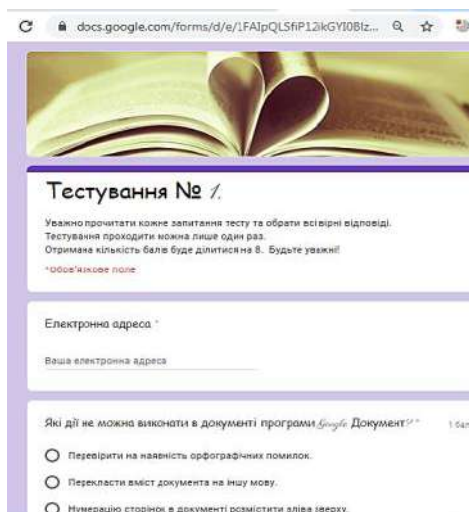 docs.google.com/forms/d/e/1FAIpQLSfiP12ikGYI0BIz...
Тестування № 1.
Уважно прочитати кожне запитання тесту та обрати всі вірні відповіді.
Тестування проходити можна лише один раз.
Отримана кількість балів буде ділитися на 8. Будьте уважні!
*Обов'язкове поле
Електронна адреса *
Ваша електронна адреса
Які дії не можна виконати в документі програми Google Документ? * 1 бал
Перевірити на наявність орфографічних помилок.
Перекласти вміст документа на іншу мову.
Нумерацію сторінок в документі розмістити зліва зверху.